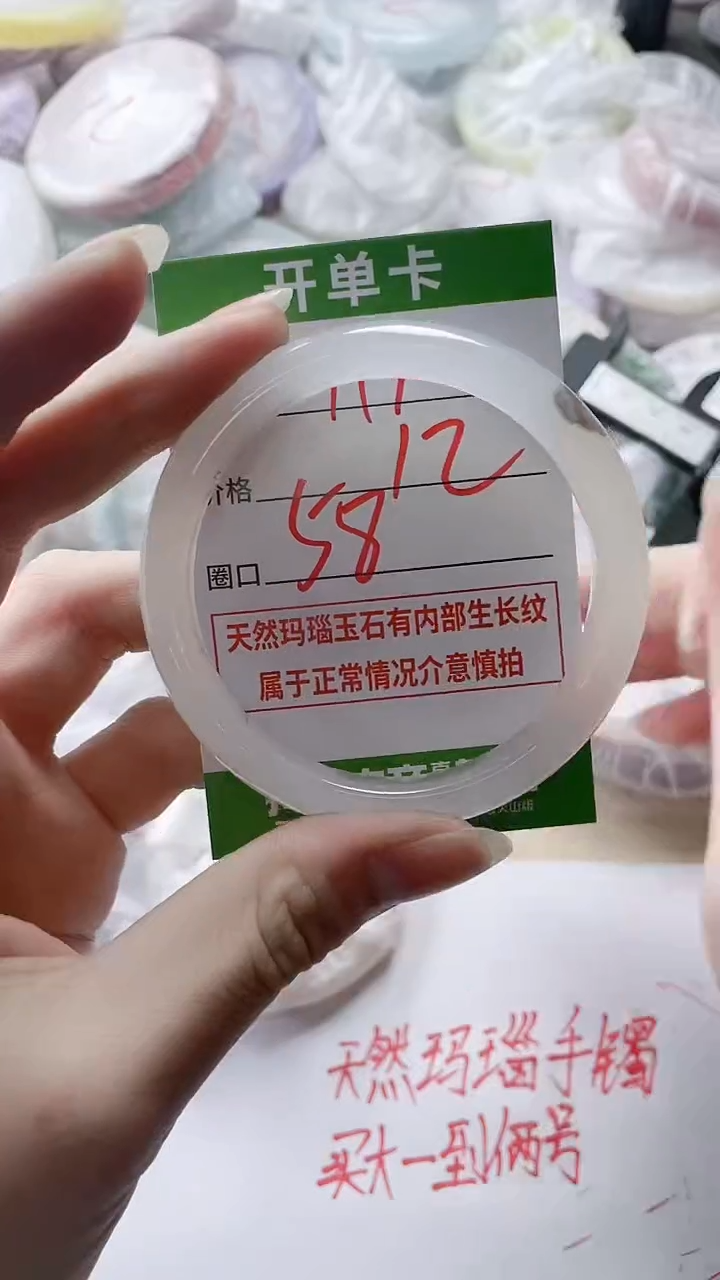 开单卡
价格 12
圈口 58
天然玛瑙玉石有内部生长纹
属于正常情况介意慎拍
天然玛瑙手镯
买大一到俩号